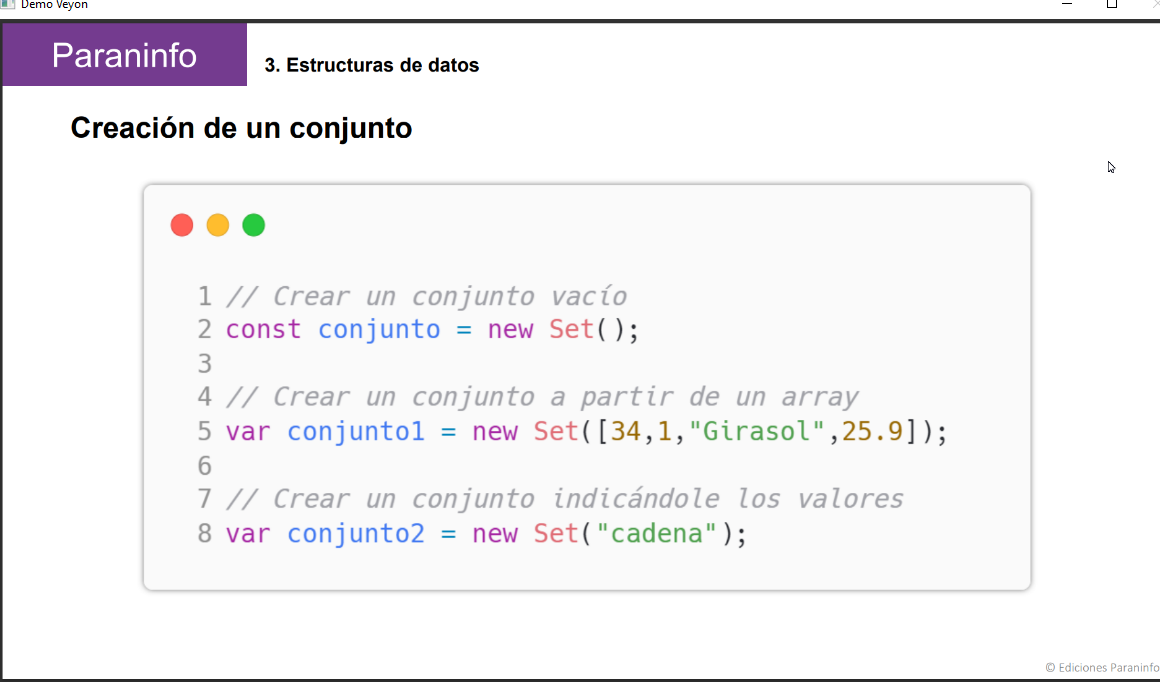 Demo Veyon
Paraninfo
3. Estructuras de datos
Creación de un conjunto
1 // Crear un conjunto vacío
2 const conjunto = new Set();
3
4 // Crear un conjunto a partir de un array
5 var conjunto1 = new Set([34,1,"Girasol",25.9]);
6
7 // Crear un conjunto indicándole los valores
8 var conjunto2 = new Set("cadena");
© Ediciones Paraninfo